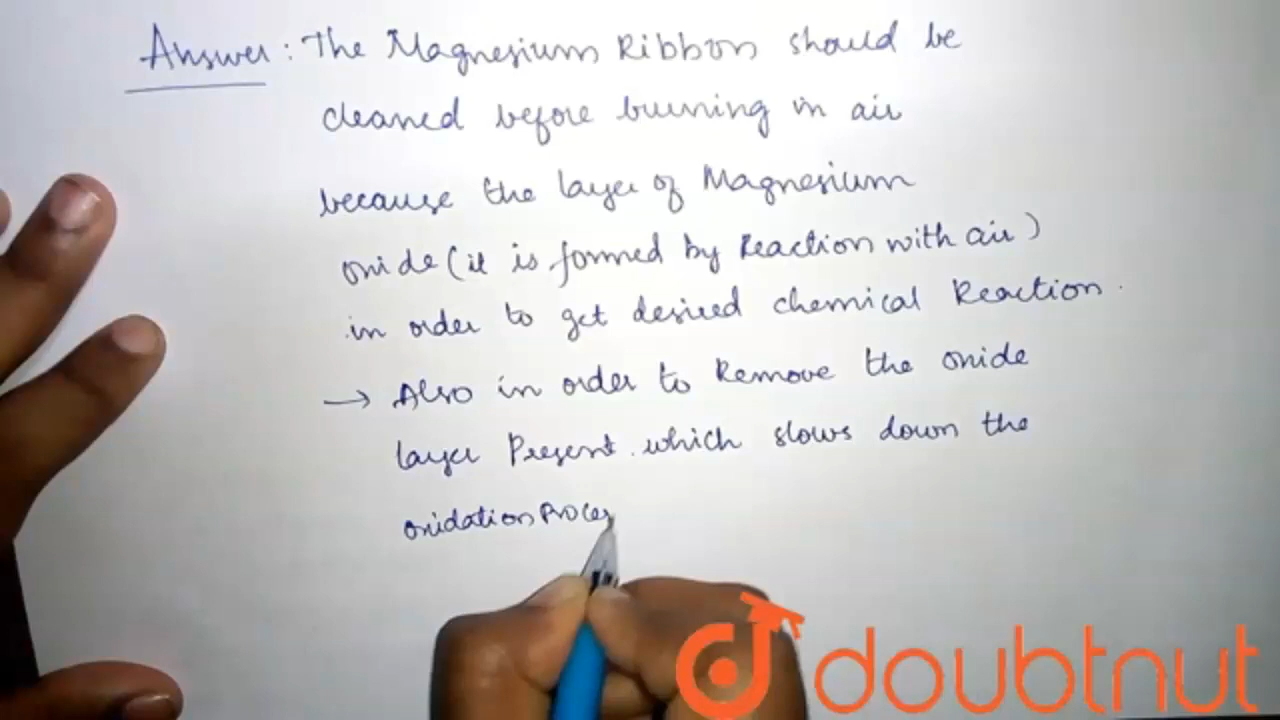 Answer: The Magnesium Ribbon should be
cleaned before burning in air
because the layer of Magnesium
oxide (it is formed by Reaction with air)
in order to get desired chemical Reaction.
→ Also in order to Remove the oxide
layer Present which slows down the
oxidation Proces
doubtnut